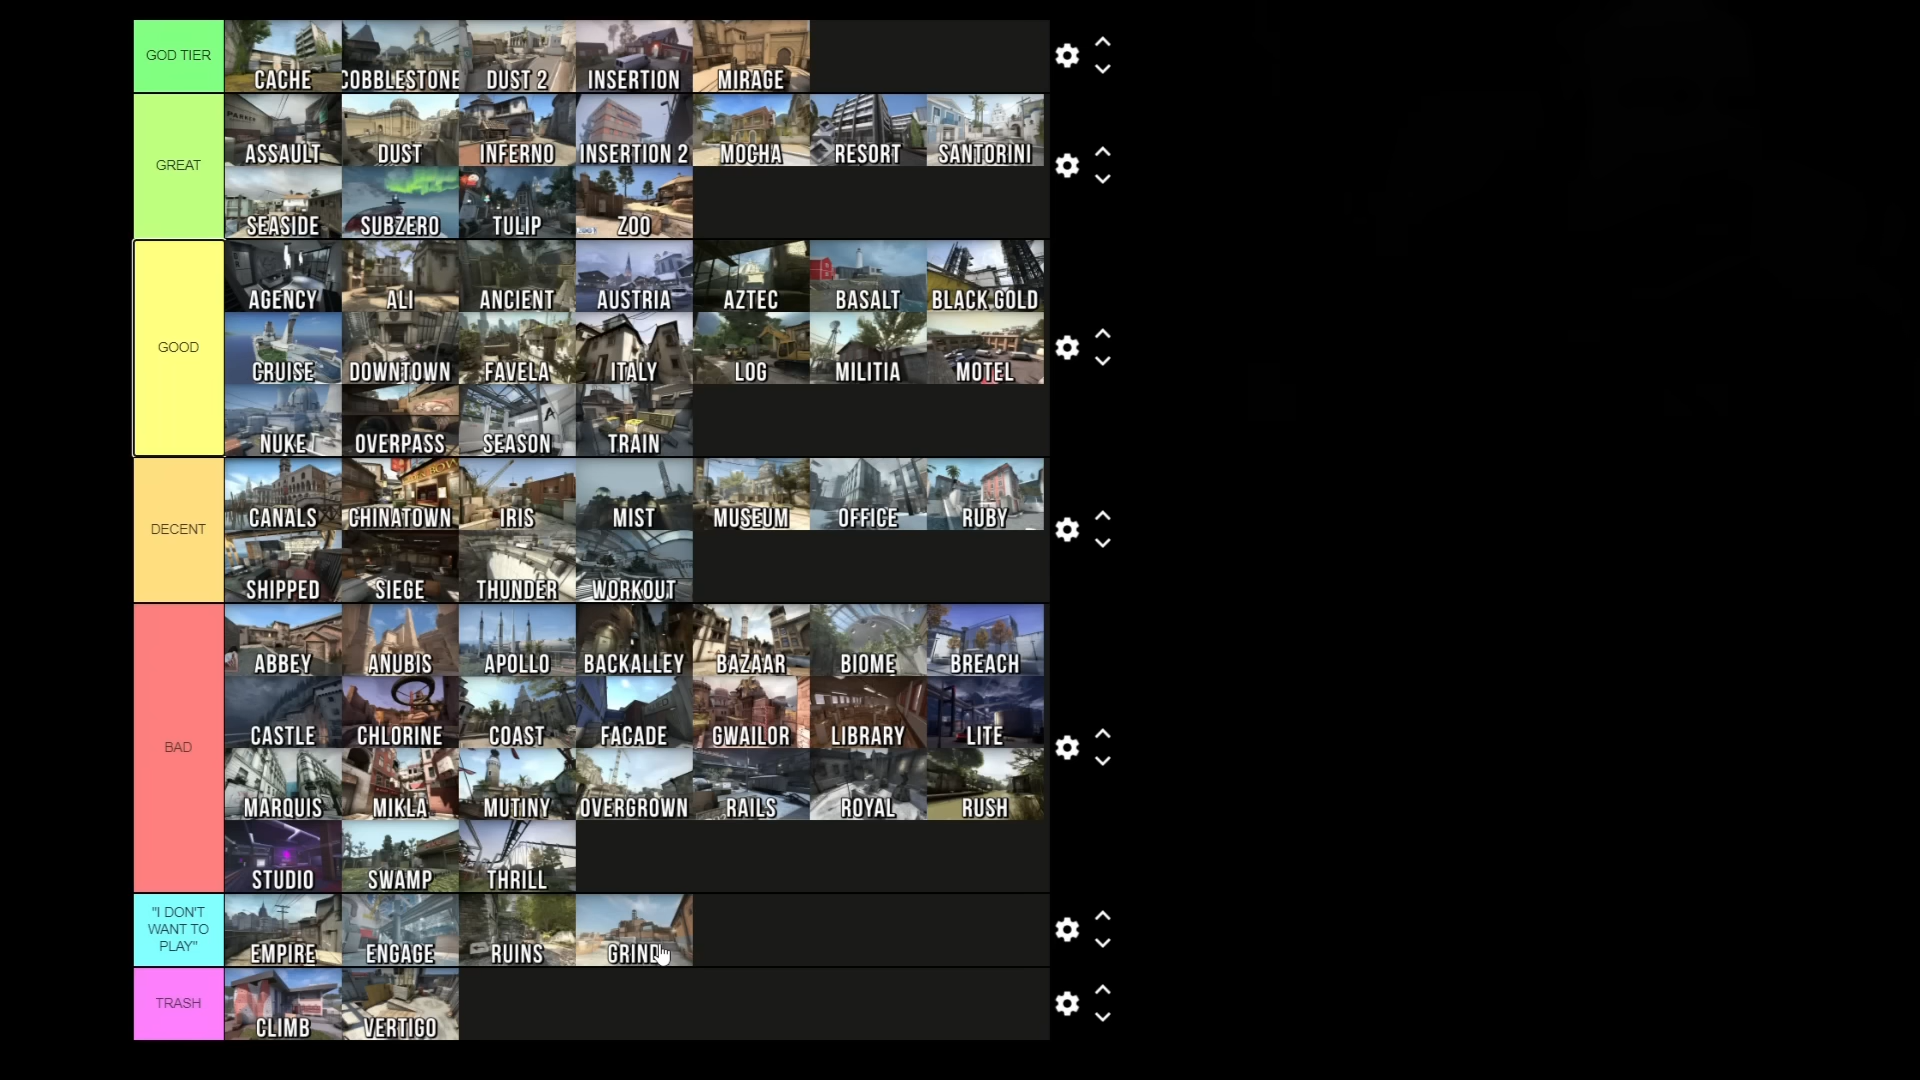 GOD TIER
CACHE COBBLESTONE DUST 2 INSERTION MIRAGE
GREAT
ASSAULT DUST INFERNO INSERTION 2 MOCHA RESORT SANTORINI
SEASIDE SUBZERO TULIP ZOO
GOOD
AGENCY ALI ANCIENT AUSTRIA AZTEC BASALT BLACK GOLD
CRUISE DOWNTOWN FAVELA ITALY LOG MILITIA MOTEL
NUKE OVERPASS SEASON TRAIN
DECENT
CANALS CHINATOWN IRIS MIST MUSEUM OFFICE RUBY
SHIPPED SIEGE THUNDER WORKOUT
BAD
ABBEY ANUBIS APOLLO BACKALLEY BAZAAR BIOME BREACH
CASTLE CHLORINE COAST FACADE GWAILOR LIBRARY LITE
MARQUIS MIKLA MUTINY OVERGROWN RAILS ROYAL RUSH
STUDIO SWAMP THRILL
"I DON'T
WANT TO
PLAY"
EMPIRE ENGAGE RUINS GRIND
TRASH
CLIMB VERTIGO